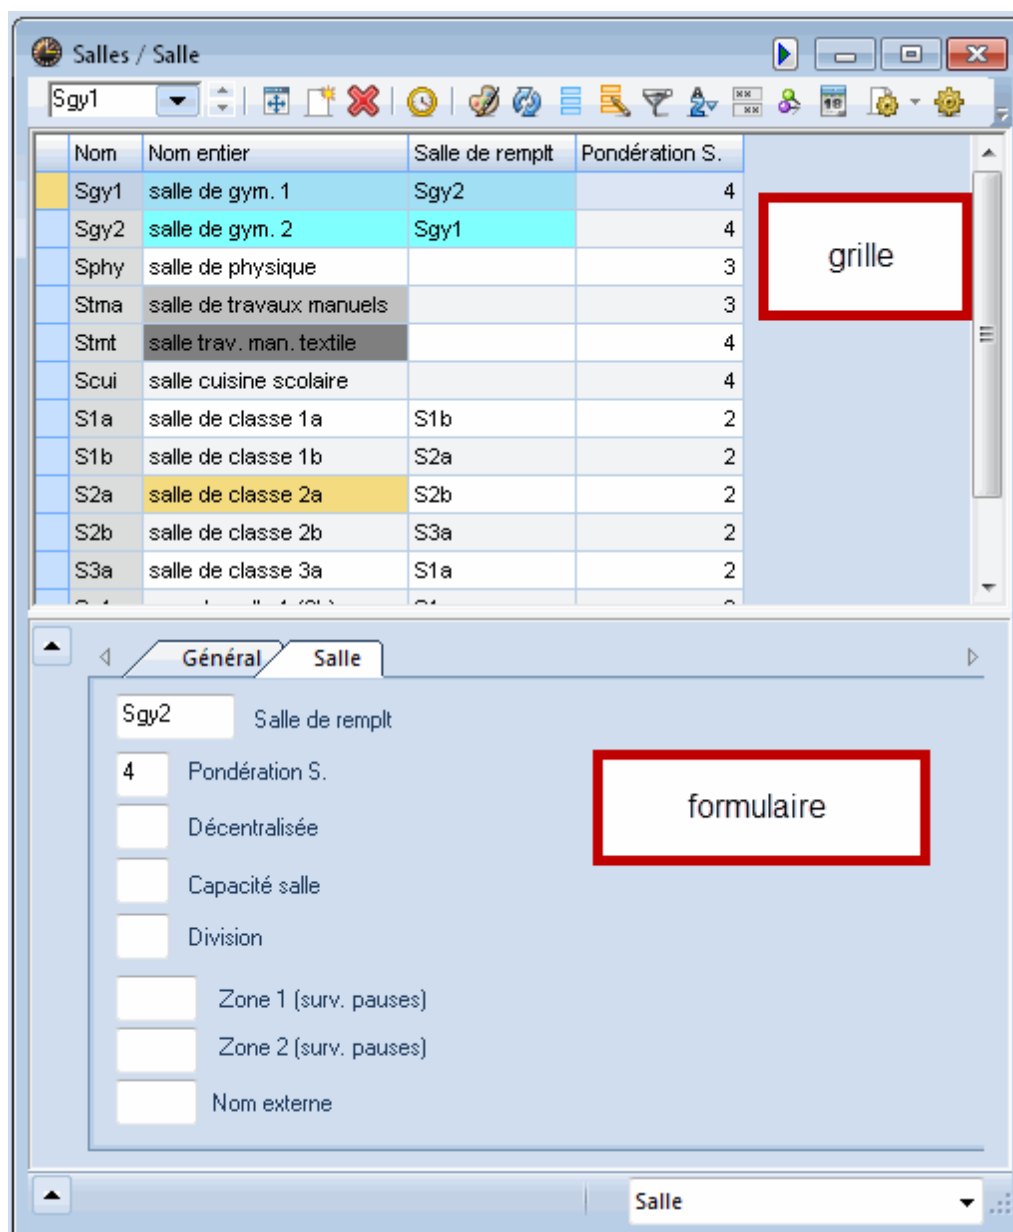 Salles / Salle
Sgy1
Nom Nom entier Salle de remplt Pondération S.
Sgy1 salle de gym. 1 Sgy2 4
Sgy2 salle de gym. 2 Sgy1 4
Sphy salle de physique 3
Stma salle de travaux manuels 3
Stmt salle trav. man. textile 4
Scui salle cuisine scolaire 4
S1a salle de classe 1a S1b 2
S1b salle de classe 1b S2a 2
S2a salle de classe 2a S2b 2
S2b salle de classe 2b S3a 2
S3a salle de classe 3a S1a 2
grille
Général Salle
Sgy2 Salle de remplt
4 Pondération S.
Décentralisée
Capacité salle
Division
Zone 1 (surv. pauses)
Zone 2 (surv. pauses)
Nom externe
formulaire
Salle